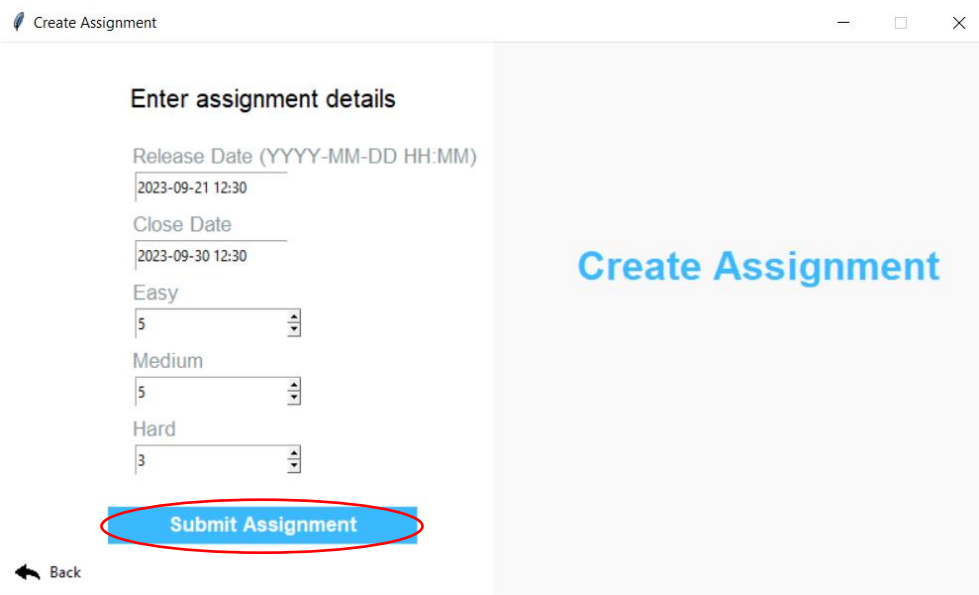 Create Assignment
Enter assignment details
Release Date (YYYY-MM-DD HH:MM)
2023-09-21 12:30
Close Date
2023-09-30 12:30
Easy
5
Medium
5
Hard
3
Submit Assignment
Back
Create Assignment